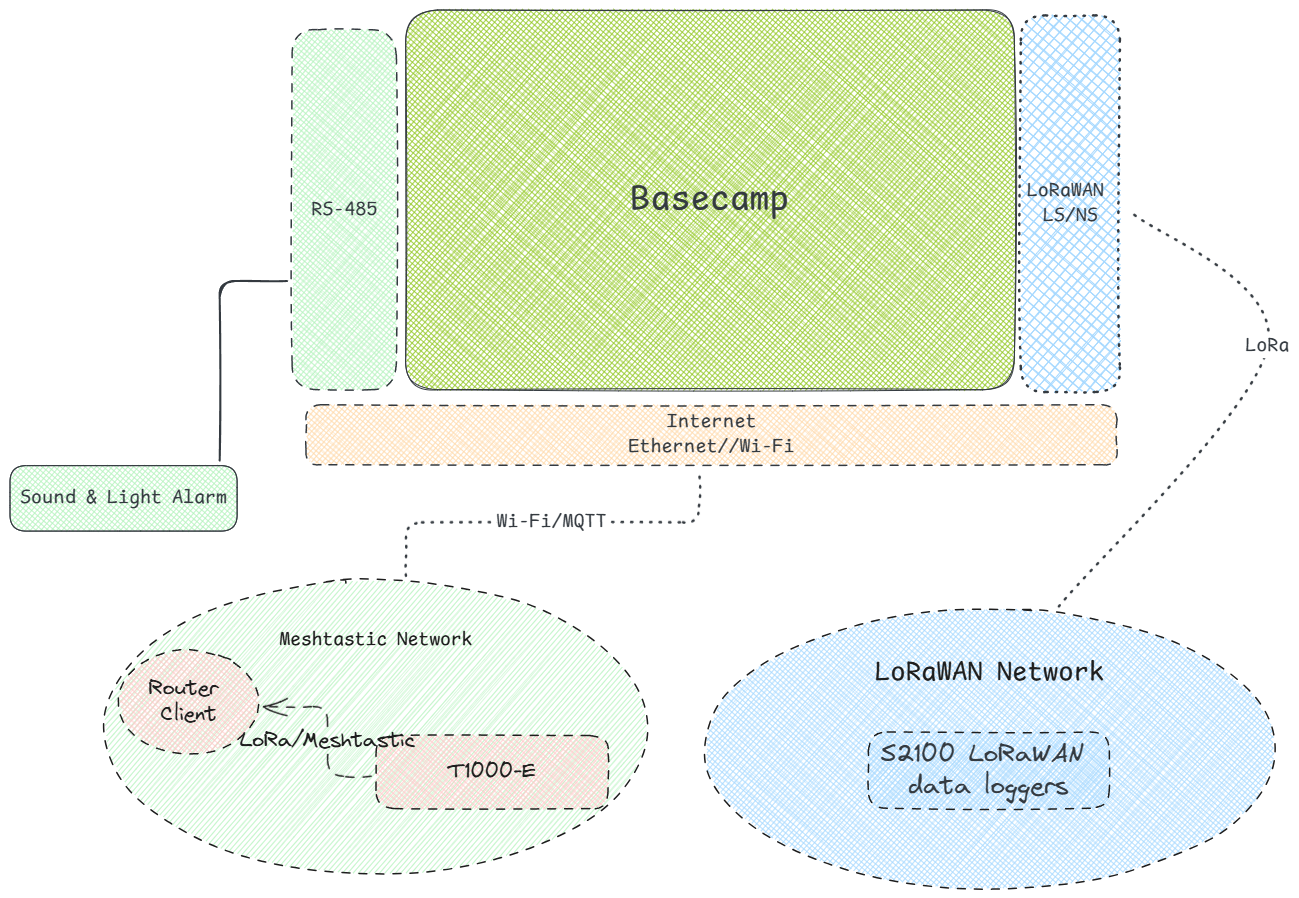 Basecamp
RS-485
LoRaWAN
LS/NS
LoRa
Internet
Ethernet//Wi-Fi
Sound & Light Alarm
Wi-Fi/MQTT
Meshtastic Network
Router
Client
LoRa/Meshtastic
T1000-E
LoRaWAN Network
S2100 LoRaWAN
data loggers